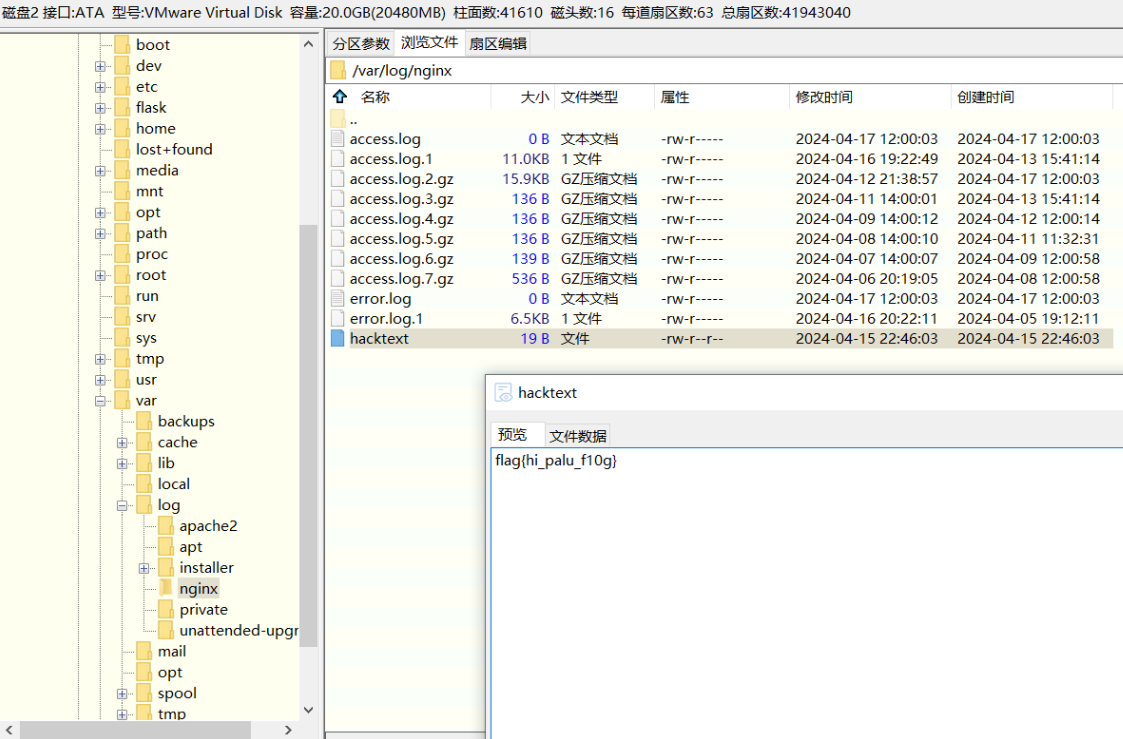 磁盘2 接口:ATA 型号:VMware Virtual Disk 容量:20.0GB(20480MB) 柱面数:41610 磁头数:16 每道扇区数:63 总扇区数:41943040
boot
dev
etc
flask
home
lost+found
media
mnt
opt
path
proc
root
run
srv
sys
tmp
usr
var
backups
cache
lib
local
log
apache2
apt
installer
nginx
private
unattended-upgr
mail
opt
spool
tmp
分区参数 浏览文件 扇区编辑
/var/log/nginx
名称 大小 文件类型 属性 修改时间 创建时间
..
access.log 0 B 文本文档 -rw-r----- 2024-04-17 12:00:03 2024-04-17 12:00:03
access.log.1 11.0KB 1 文件 -rw-r----- 2024-04-16 19:22:49 2024-04-13 15:41:14
access.log.2.gz 15.9KB GZ压缩文档 -rw-r----- 2024-04-12 21:38:57 2024-04-17 12:00:03
access.log.3.gz 136 B GZ压缩文档 -rw-r----- 2024-04-11 14:00:01 2024-04-13 15:41:14
access.log.4.gz 136 B GZ压缩文档 -rw-r----- 2024-04-09 14:00:12 2024-04-12 12:00:14
access.log.5.gz 136 B GZ压缩文档 -rw-r----- 2024-04-08 14:00:10 2024-04-11 11:32:31
access.log.6.gz 139 B GZ压缩文档 -rw-r----- 2024-04-07 14:00:07 2024-04-09 12:00:58
access.log.7.gz 536 B GZ压缩文档 -rw-r----- 2024-04-06 20:19:05 2024-04-08 12:00:58
error.log 0 B 文本文档 -rw-r----- 2024-04-17 12:00:03 2024-04-17 12:00:03
error.log.1 6.5KB 1 文件 -rw-r----- 2024-04-16 20:22:11 2024-04-05 19:12:11
hacktext 19 B 文件 -rw-r--r-- 2024-04-15 22:46:03 2024-04-15 22:46:03
hacktext
预览 文件数据
flag{hi_palu_f10g}